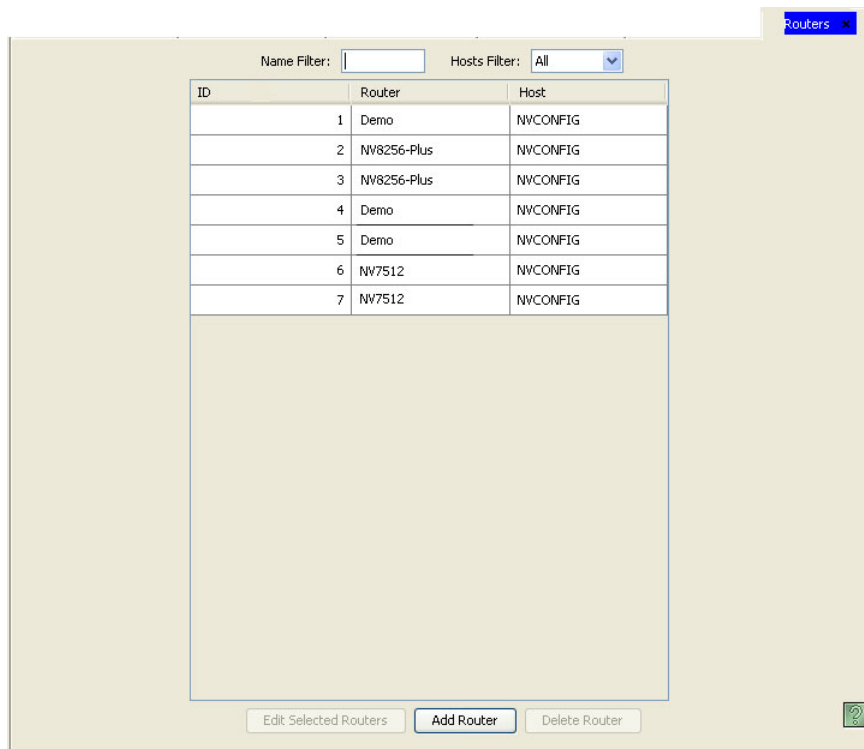 Routers ×
Name Filter: Hosts Filter: All
ID Router Host
1 Demo NVCONFIG
2 NV8256-Plus NVCONFIG
3 NV8256-Plus NVCONFIG
4 Demo NVCONFIG
5 Demo NVCONFIG
6 NV7512 NVCONFIG
7 NV7512 NVCONFIG
Edit Selected Routers Add Router Delete Router
?